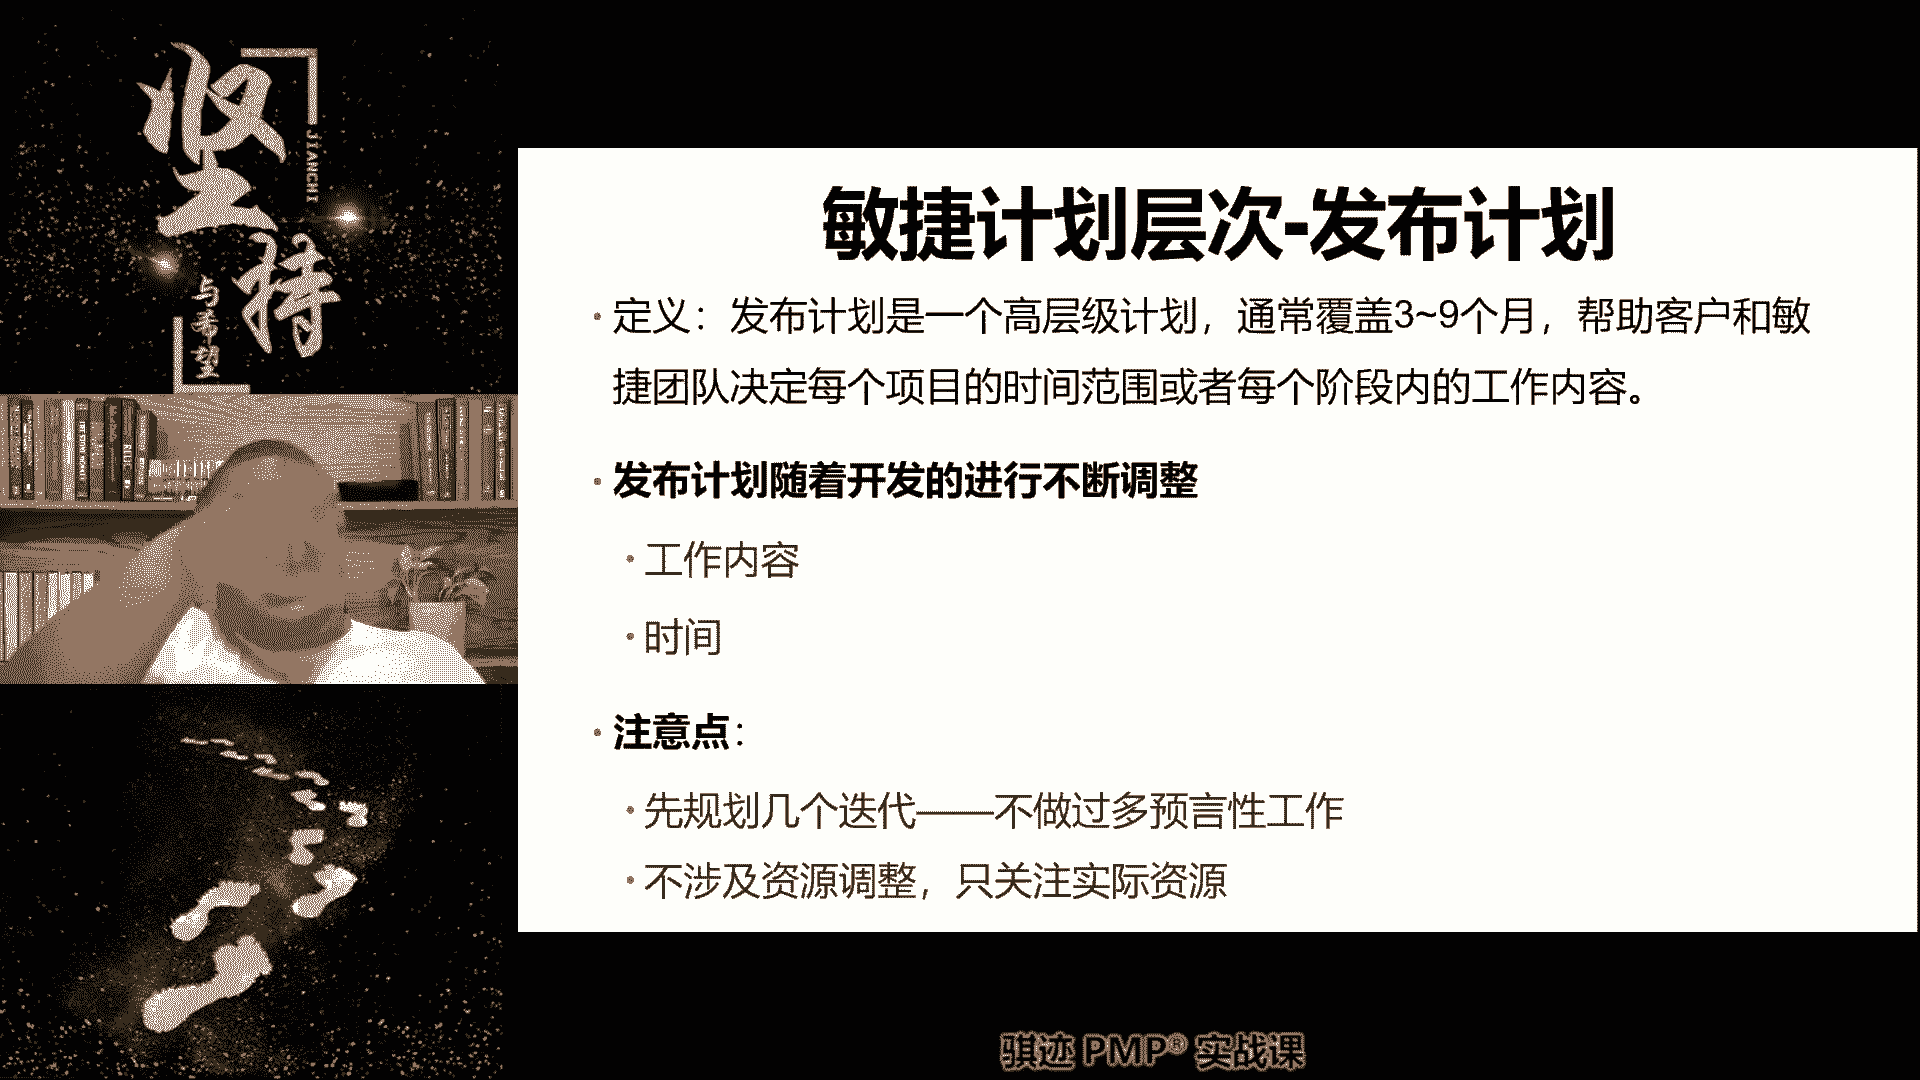 坚持
JIANCHI
与希望
敏捷计划层次-发布计划
·定义：发布计划是一个高层级计划，通常覆盖3~9个月，帮助客户和敏
捷团队决定每个项目的时间范围或者每个阶段内的工作内容。
·发布计划随着开发的进行不断调整
·工作内容
·时间
·注意点：
·先规划几个迭代——不做过多预言性工作
·不涉及资源调整，只关注实际资源
骐迹 PMP® 实战课